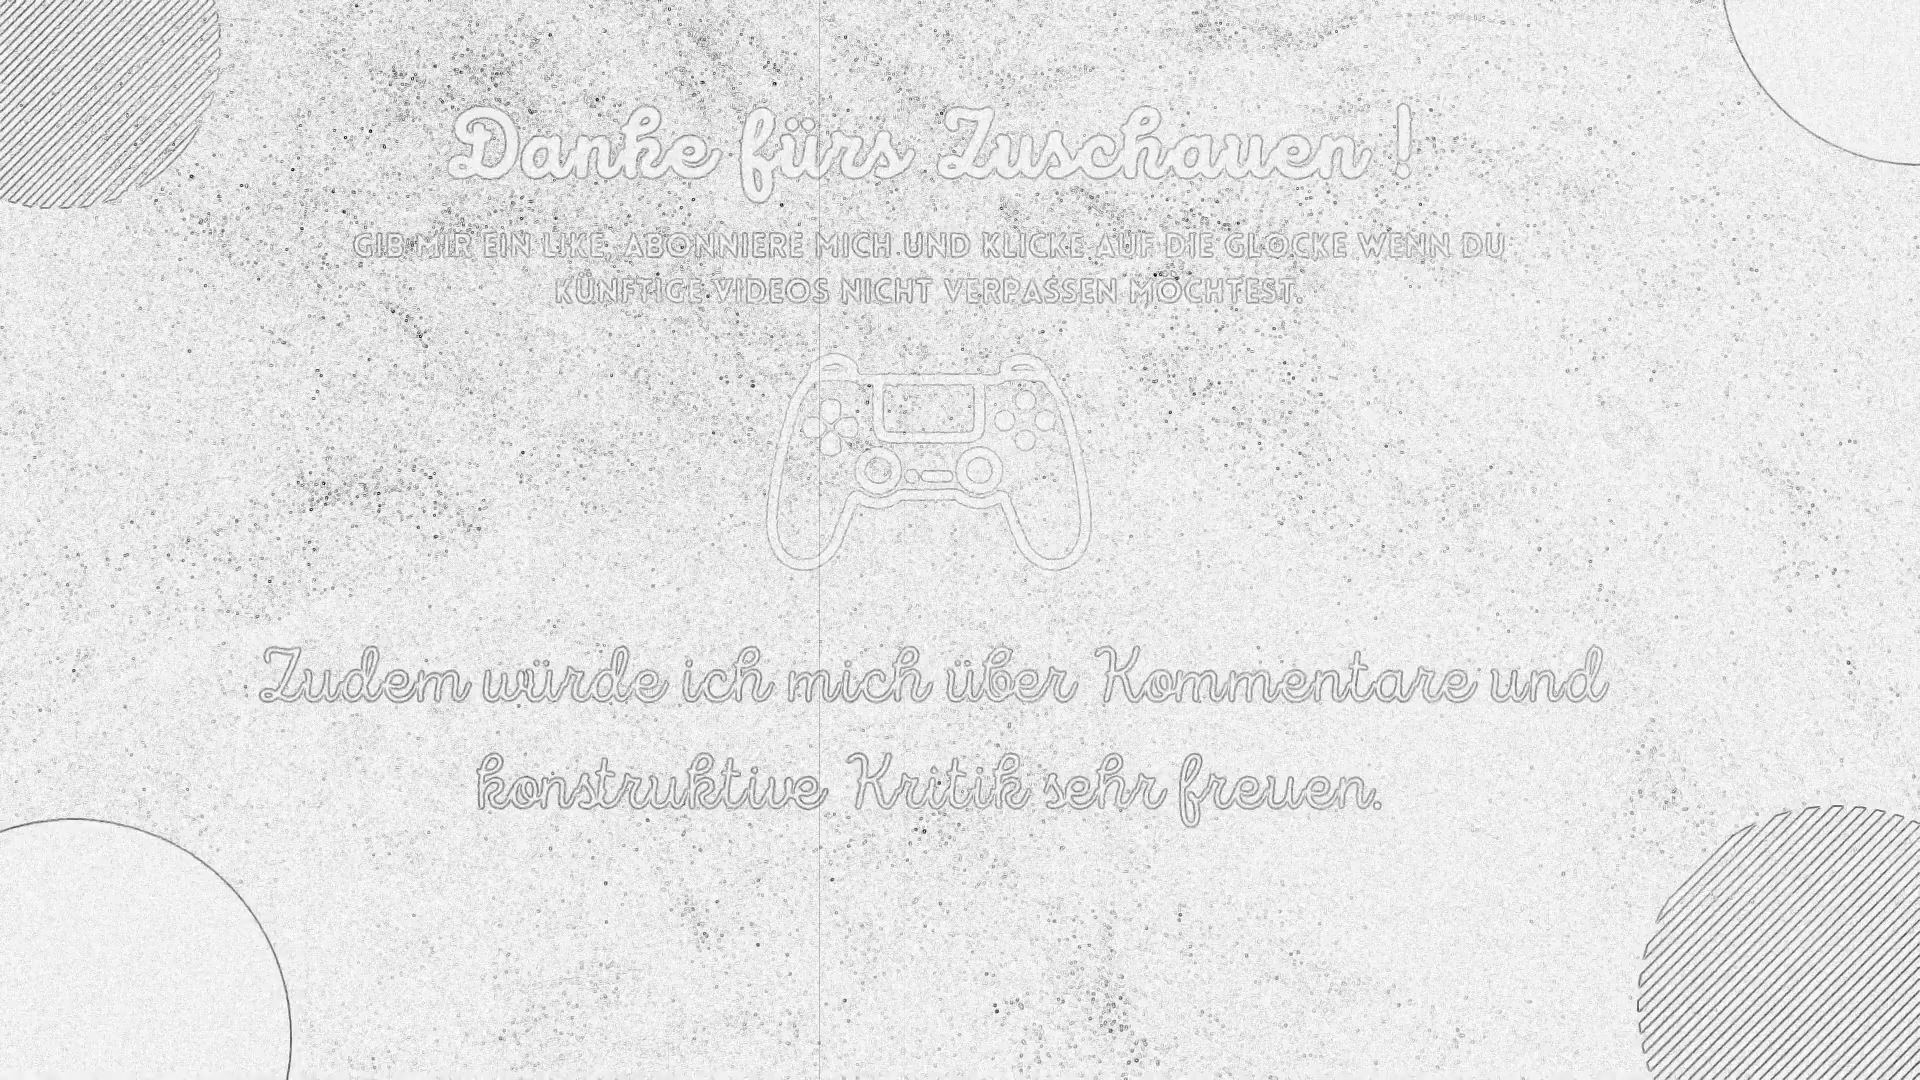 Danke fürs Zuschauen !
GIB MIR EIN LIKE, ABONNIERE MICH UND KLICKE AUF DIE GLOCKE WENN DU
KÜNFTIGE VIDEOS NICHT VERPASSEN MÖCHTEST.
Zudem würde ich mich über Kommentare und
konstruktive Kritik sehr freuen.